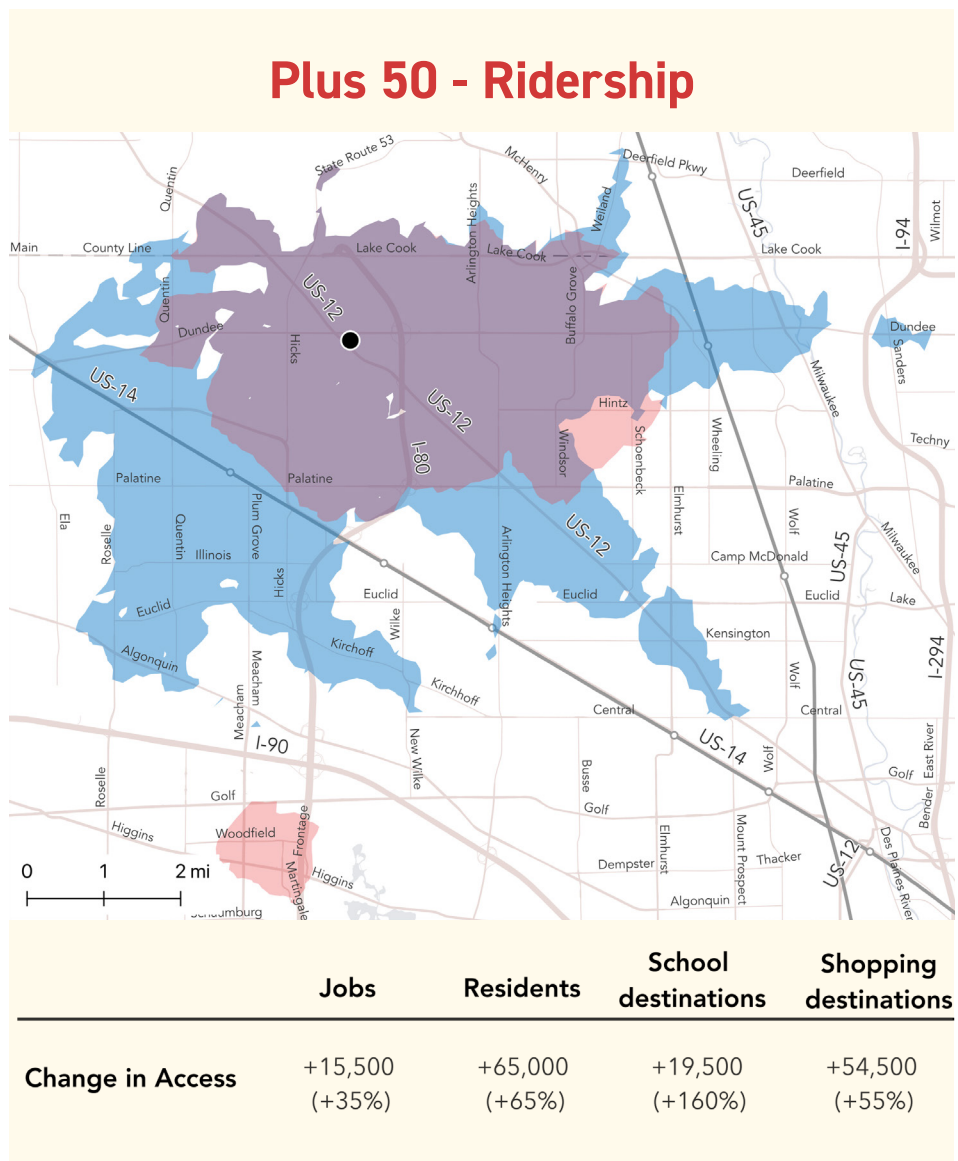 Plus 50 - Ridership
State Route 53
McHenry
Deerfield Pkwy
Deerfield
Quentin
Arlington Heights
Weiland
US-45
I-94
Wilmot
Main
County Line
Lake Cook
Lake Cook
Lake Cook
Quentin
US-12
Buffalo Grove
Dundee
Hicks
Dundee
Sanders
US-14
US-12
Milwaukee
Hintz
Windsor
Schoenbeck
Wheeling
Techny
I-80
Palatine
Palatine
Palatine
Elmhurst
Wolf
Ela
Roselle
Quentin
Plum Grove
US-12
Illinois
Arlington Heights
Camp McDonald
US-45
Milwaukee
Hicks
Euclid
Euclid
Euclid
Euclid
Lake
Wilke
Kensington
Algonquin
Kirchoff
Meacham
Wolf
US-45
I-294
Kirchhoff
Meacham
Central
Central
I-90
US-14
Wolf
New Wilke
Busse
East River
Roselle
Golf
Golf
Golf
Bender
Higgins
Woodfield
Frontage
Elmhurst
Mount Prospect
Des Plaines River
0 1 2 mi
Higgins
Martingale
Dempster
Thacker
US-12
Algonquin
Schaumburg
Jobs
Residents
School
destinations
Shopping
destinations
Change in Access
+15,500
(+35%)
+65,000
(+65%)
+19,500
(+160%)
+54,500
(+55%)